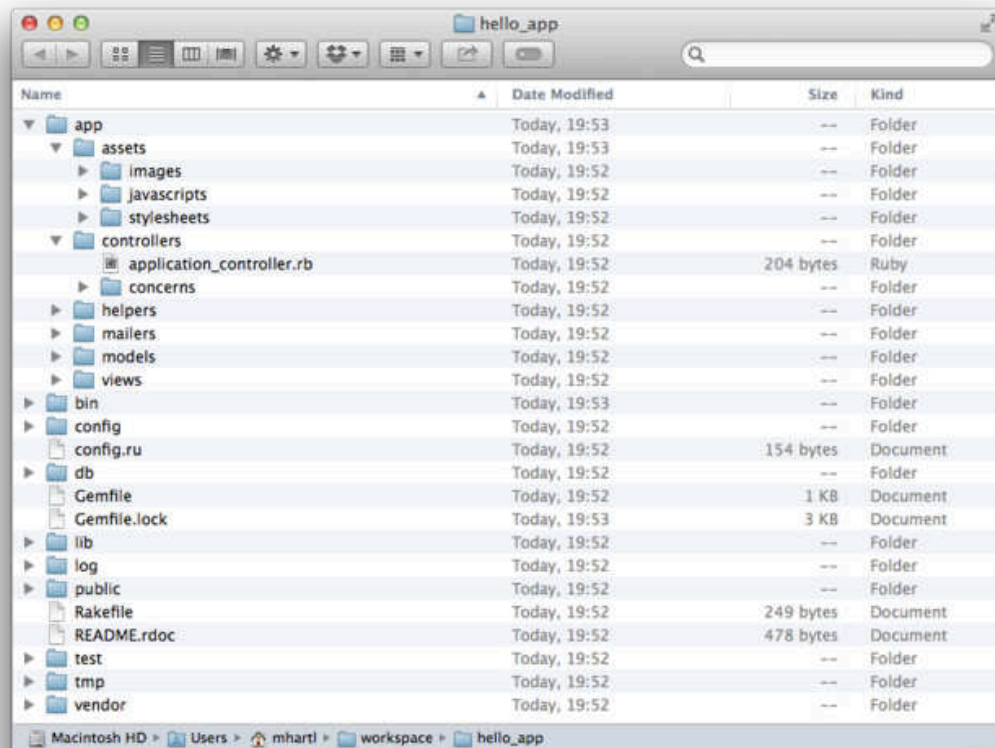 hello_app
Name Date Modified Size Kind
app Today, 19:53 -- Folder
assets Today, 19:53 -- Folder
images Today, 19:52 -- Folder
javascripts Today, 19:52 -- Folder
stylesheets Today, 19:52 -- Folder
controllers Today, 19:52 -- Folder
application_controller.rb Today, 19:52 204 bytes Ruby
concerns Today, 19:52 -- Folder
helpers Today, 19:52 -- Folder
mailers Today, 19:52 -- Folder
models Today, 19:52 -- Folder
views Today, 19:52 -- Folder
bin Today, 19:53 -- Folder
config Today, 19:52 -- Folder
config.ru Today, 19:52 154 bytes Document
db Today, 19:52 -- Folder
Gemfile Today, 19:52 1 KB Document
Gemfile.lock Today, 19:53 3 KB Document
lib Today, 19:52 -- Folder
log Today, 19:52 -- Folder
public Today, 19:52 -- Folder
Rakefile Today, 19:52 249 bytes Document
README.rdoc Today, 19:52 478 bytes Document
test Today, 19:52 -- Folder
tmp Today, 19:52 -- Folder
vendor Today, 19:52 -- Folder
Macintosh HD Users mhartl workspace hello_app